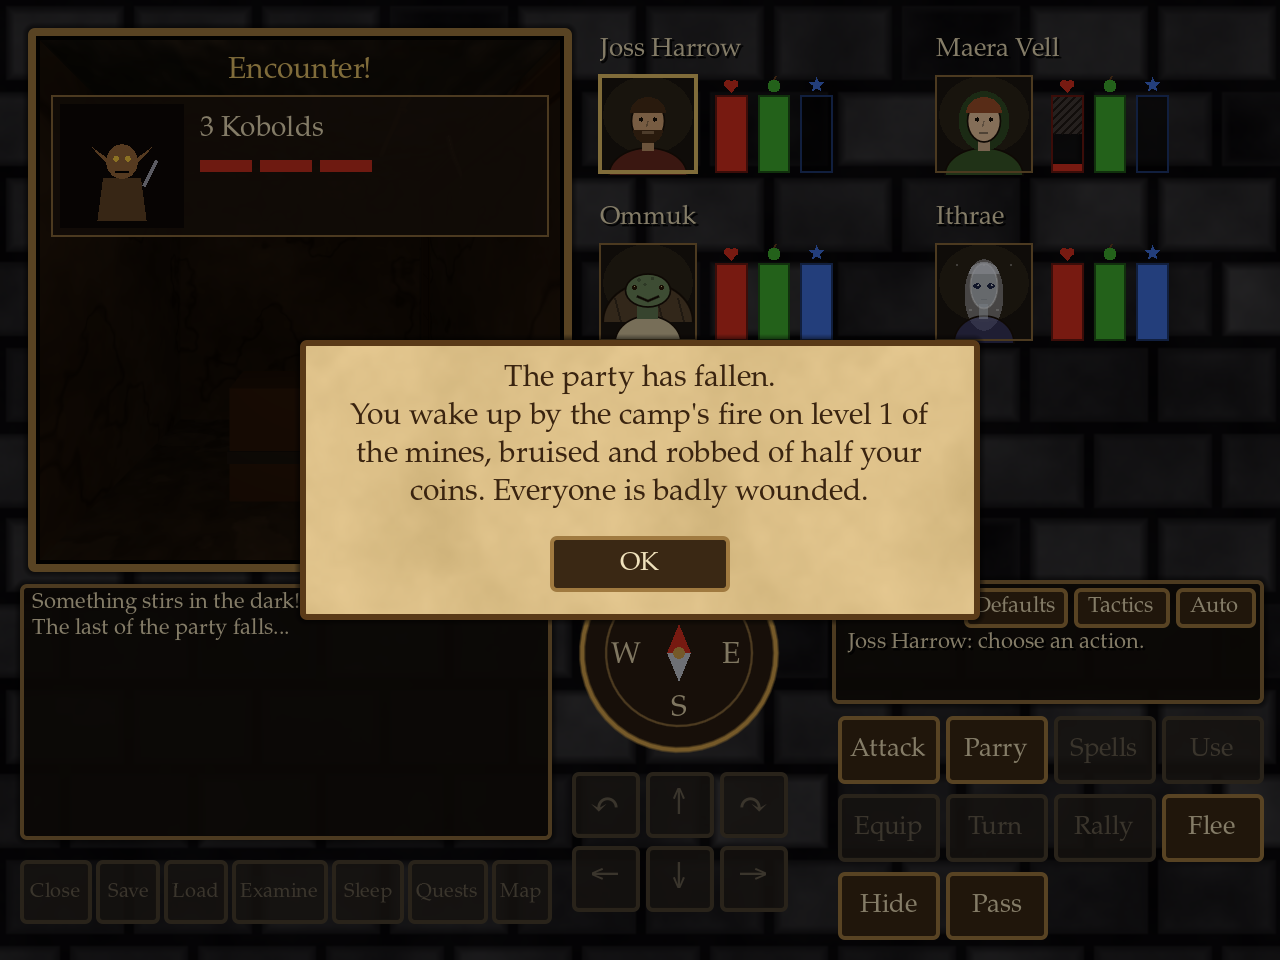 Encounter!
3 Kobolds
Joss Harrow
Maera Vell
Ommuk
Ithrae
The party has fallen.
You wake up by the camp's fire on level 1 of
the mines, bruised and robbed of half your
coins. Everyone is badly wounded.
OK
Something stirs in the dark!
The last of the party falls...
W
E
S
Defaults
Tactics
Auto
Joss Harrow: choose an action.
Attack
Parry
Spells
Use
Equip
Turn
Rally
Flee
Hide
Pass
Close
Save
Load
Examine
Sleep
Quests
Map